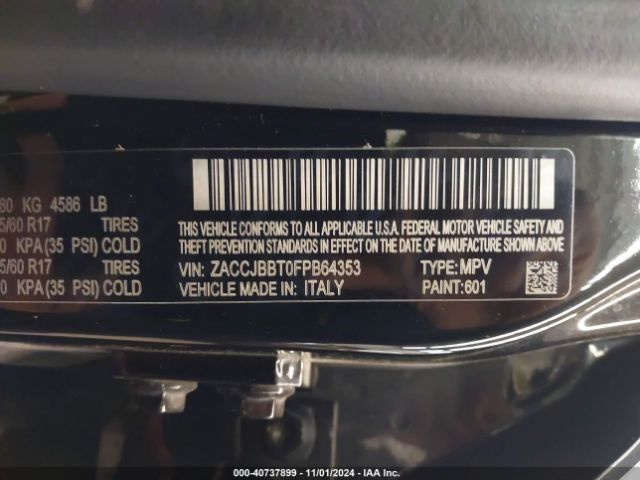 80 KG 4586 LB
5/60 R17 TIRES
0 KPA(35 PSI) COLD
5/60 R17 TIRES
0 KPA(35 PSI) COLD
THIS VEHICLE CONFORMS TO ALL APPLICABLE U.S.A. FEDERAL MOTOR VEHICLE SAFETY AND
THEFT PREVENTION STANDARDS IN EFFECT ON THE DATE OF MANUFACTURE SHOWN ABOVE
VIN: ZACCJBBT0FPB64353 TYPE: MPV
VEHICLE MADE IN: ITALY PAINT: 601
000-40737899 - 11/01/2024 - IAA Inc.